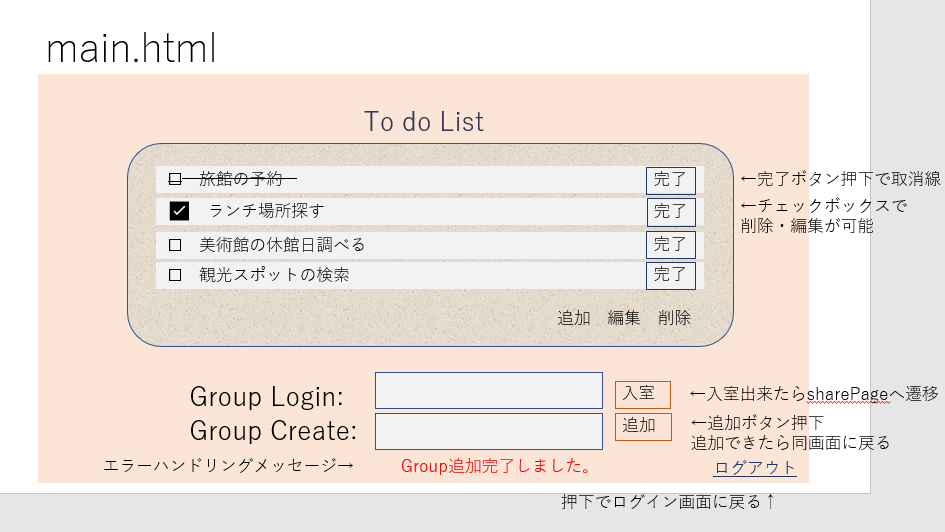 main.html
To do List
旅館の予約 完了 ←完了ボタン押下で取消線
ランチ場所探す 完了 ←チェックボックスで
削除・編集が可能
美術館の休館日調べる 完了
観光スポットの検索 完了
追加 編集 削除
Group Login: 入室 ←入室出来たらsharePageへ遷移
Group Create: 追加 ←追加ボタン押下
追加できたら同画面に戻る
エラーハンドリングメッセージ→ Group追加完了しました。 ログアウト
押下でログイン画面に戻る↑